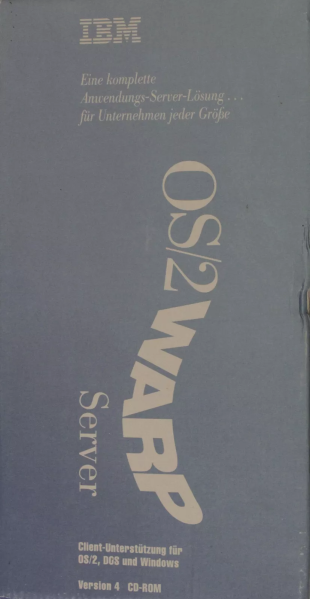 IBM
Eine komplette
Anwendungs-Server-Lösung . . .
für Unternehmen jeder Größe
OS/2 WARP
Server
Client-Unterstützung für
OS/2, DOS und Windows
Version 4 CD-ROM